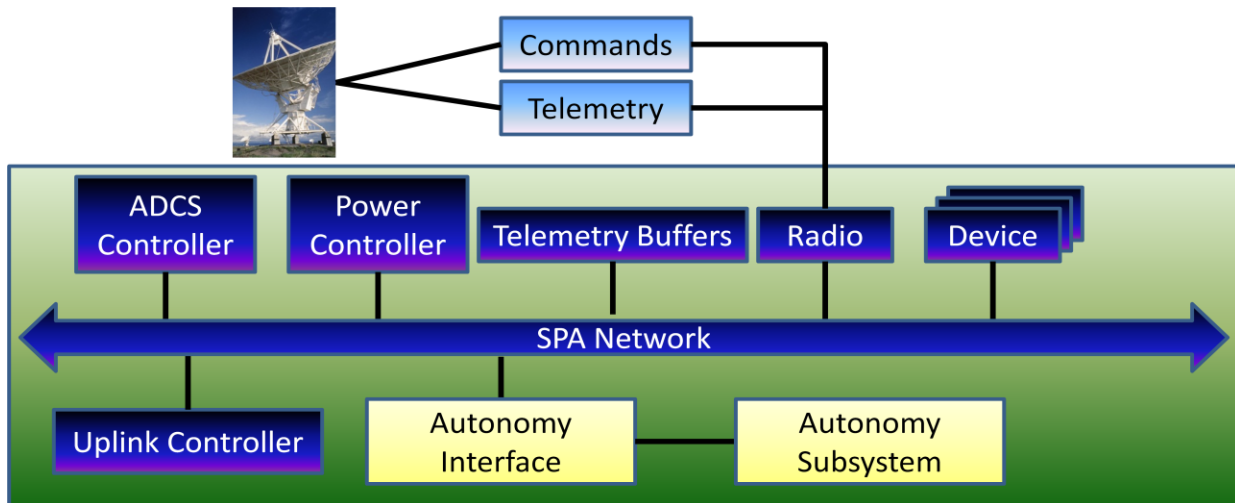 Commands
Telemetry
ADCS
Controller
Power
Controller
Telemetry Buffers
Radio
Device
SPA Network
Uplink Controller
Autonomy
Interface
Autonomy
Subsystem